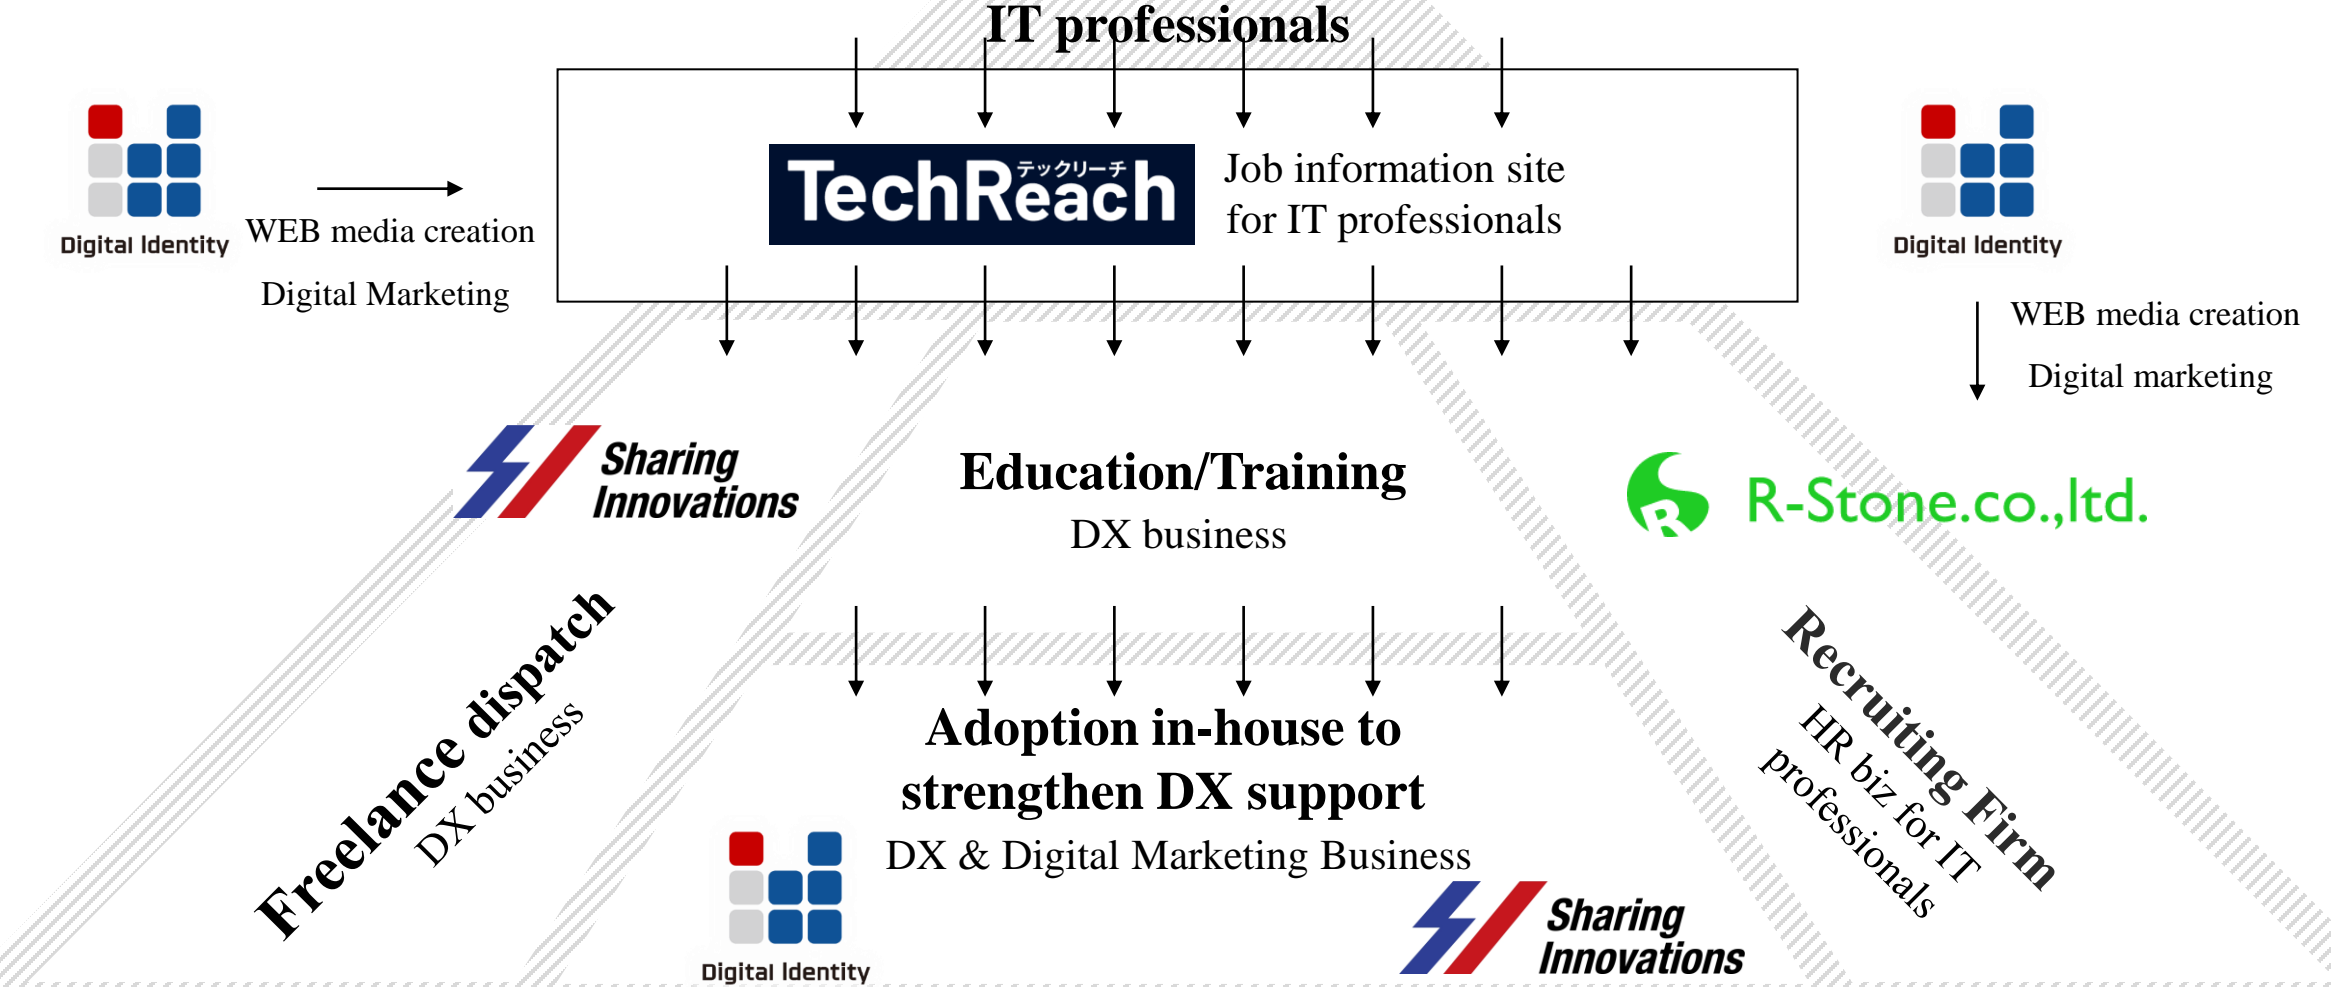 IT professionals
Digital Identity
WEB media creation
Digital Marketing
TechReach
テックリーチ
Job information site
for IT professionals
Digital Identity
WEB media creation
Digital marketing
Sharing
Innovations
Education/Training
DX business
R-Stone.co.,ltd.
R
Freelance dispatch
DX business
Adoption in-house to
strengthen DX support
DX & Digital Marketing Business
Digital Identity
Sharing
Innovations
Recruiting Firm
HR biz for IT
professionals